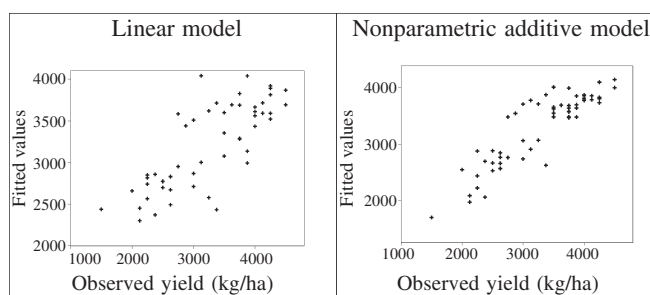 Linear model
Nonparametric additive model
4000
3500
3000
2500
2000
Fitted values
1000 2000 3000 4000
Observed yield (kg/ha)
4000
3000
2000
Fitted values
1000 2000 3000 4000
Observed yield (kg/ha)